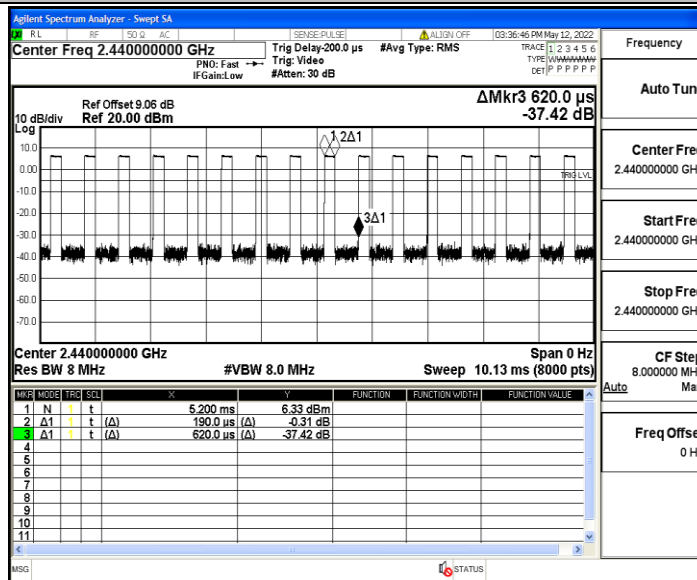 Agilent Spectrum Analyzer - Swept SA
RL RF 50 Ω AC SENSE:PULSE ALIGN OFF 03:36:46 PM May 12, 2022
Center Freq 2.440000000 GHz
PNO: Fast
IFGain:Low
Trig Delay-200.0 µs
Trig: Video
#Atten: 30 dB
#Avg Type: RMS
TRACE 1 2 3 4 5 6
TYPE
DET P P P P P P
ΔMkr3 620.0 µs
-37.42 dB
10 dB/div
Log
Ref Offset 9.06 dB
Ref 20.00 dBm
10.0
0.00
-10.0
-20.0
-30.0
-40.0
-50.0
-60.0
-70.0
1 2Δ1
3Δ1
TRIG LVL
Center 2.440000000 GHz
Span 0 Hz
Res BW 8 MHz
#VBW 8.0 MHz
Sweep 10.13 ms (8000 pts)
MKR MODE TRC SCL X Y FUNCTION FUNCTION WIDTH FUNCTION VALUE
1 N 1 t 5.200 ms 6.33 dBm
2 Δ1 1 t (Δ) 190.0 µs (Δ) -0.31 dB
3 Δ1 1 t (Δ) 620.0 µs (Δ) -37.42 dB
4
5
6
7
8
9
10
11
MSG
STATUS
Frequency
Auto Tun
Center Fre
2.440000000 GH
Start Fre
2.440000000 GH
Stop Fre
2.440000000 GH
CF Ste
8.000000 MH
Auto Ma
Freq Offse
0 H